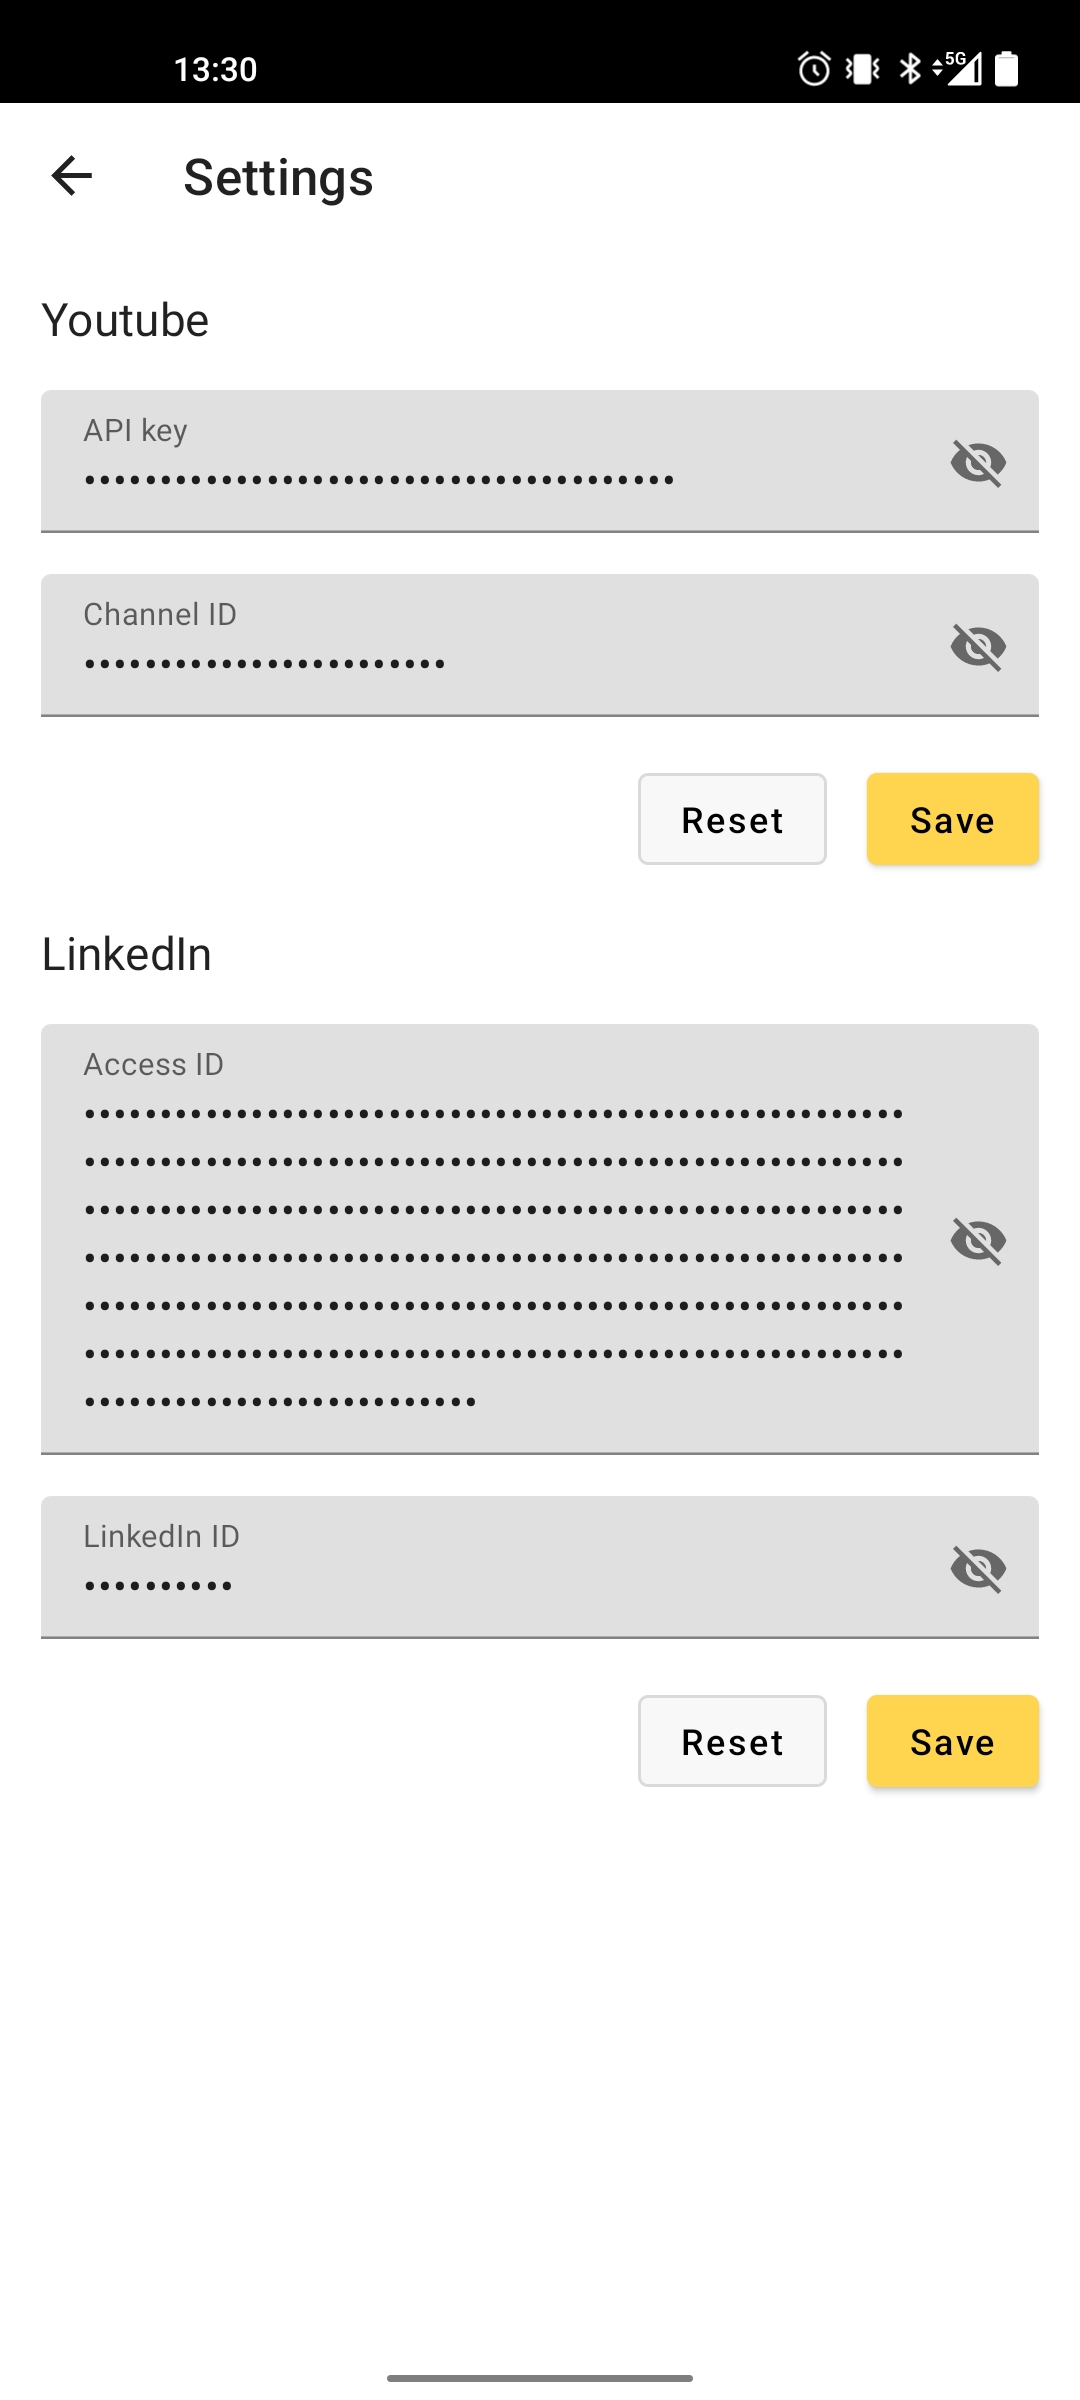 13:30
5G
Settings
Youtube
API key
•••••••••••••••••••••••••••••••••••••••
Channel ID
••••••••••••••••••••••••
Reset
Save
LinkedIn
Access ID
••••••••••••••••••••••••••••••••••••••••••••••••••••••
••••••••••••••••••••••••••••••••••••••••••••••••••••••
••••••••••••••••••••••••••••••••••••••••••••••••••••••
••••••••••••••••••••••••••••••••••••••••••••••••••••••
••••••••••••••••••••••••••••••••••••••••••••••••••••••
••••••••••••••••••••••••••••••••••••••••••••••••••••••
••••••••••••••••••••••••••
LinkedIn ID
••••••••••
Reset
Save